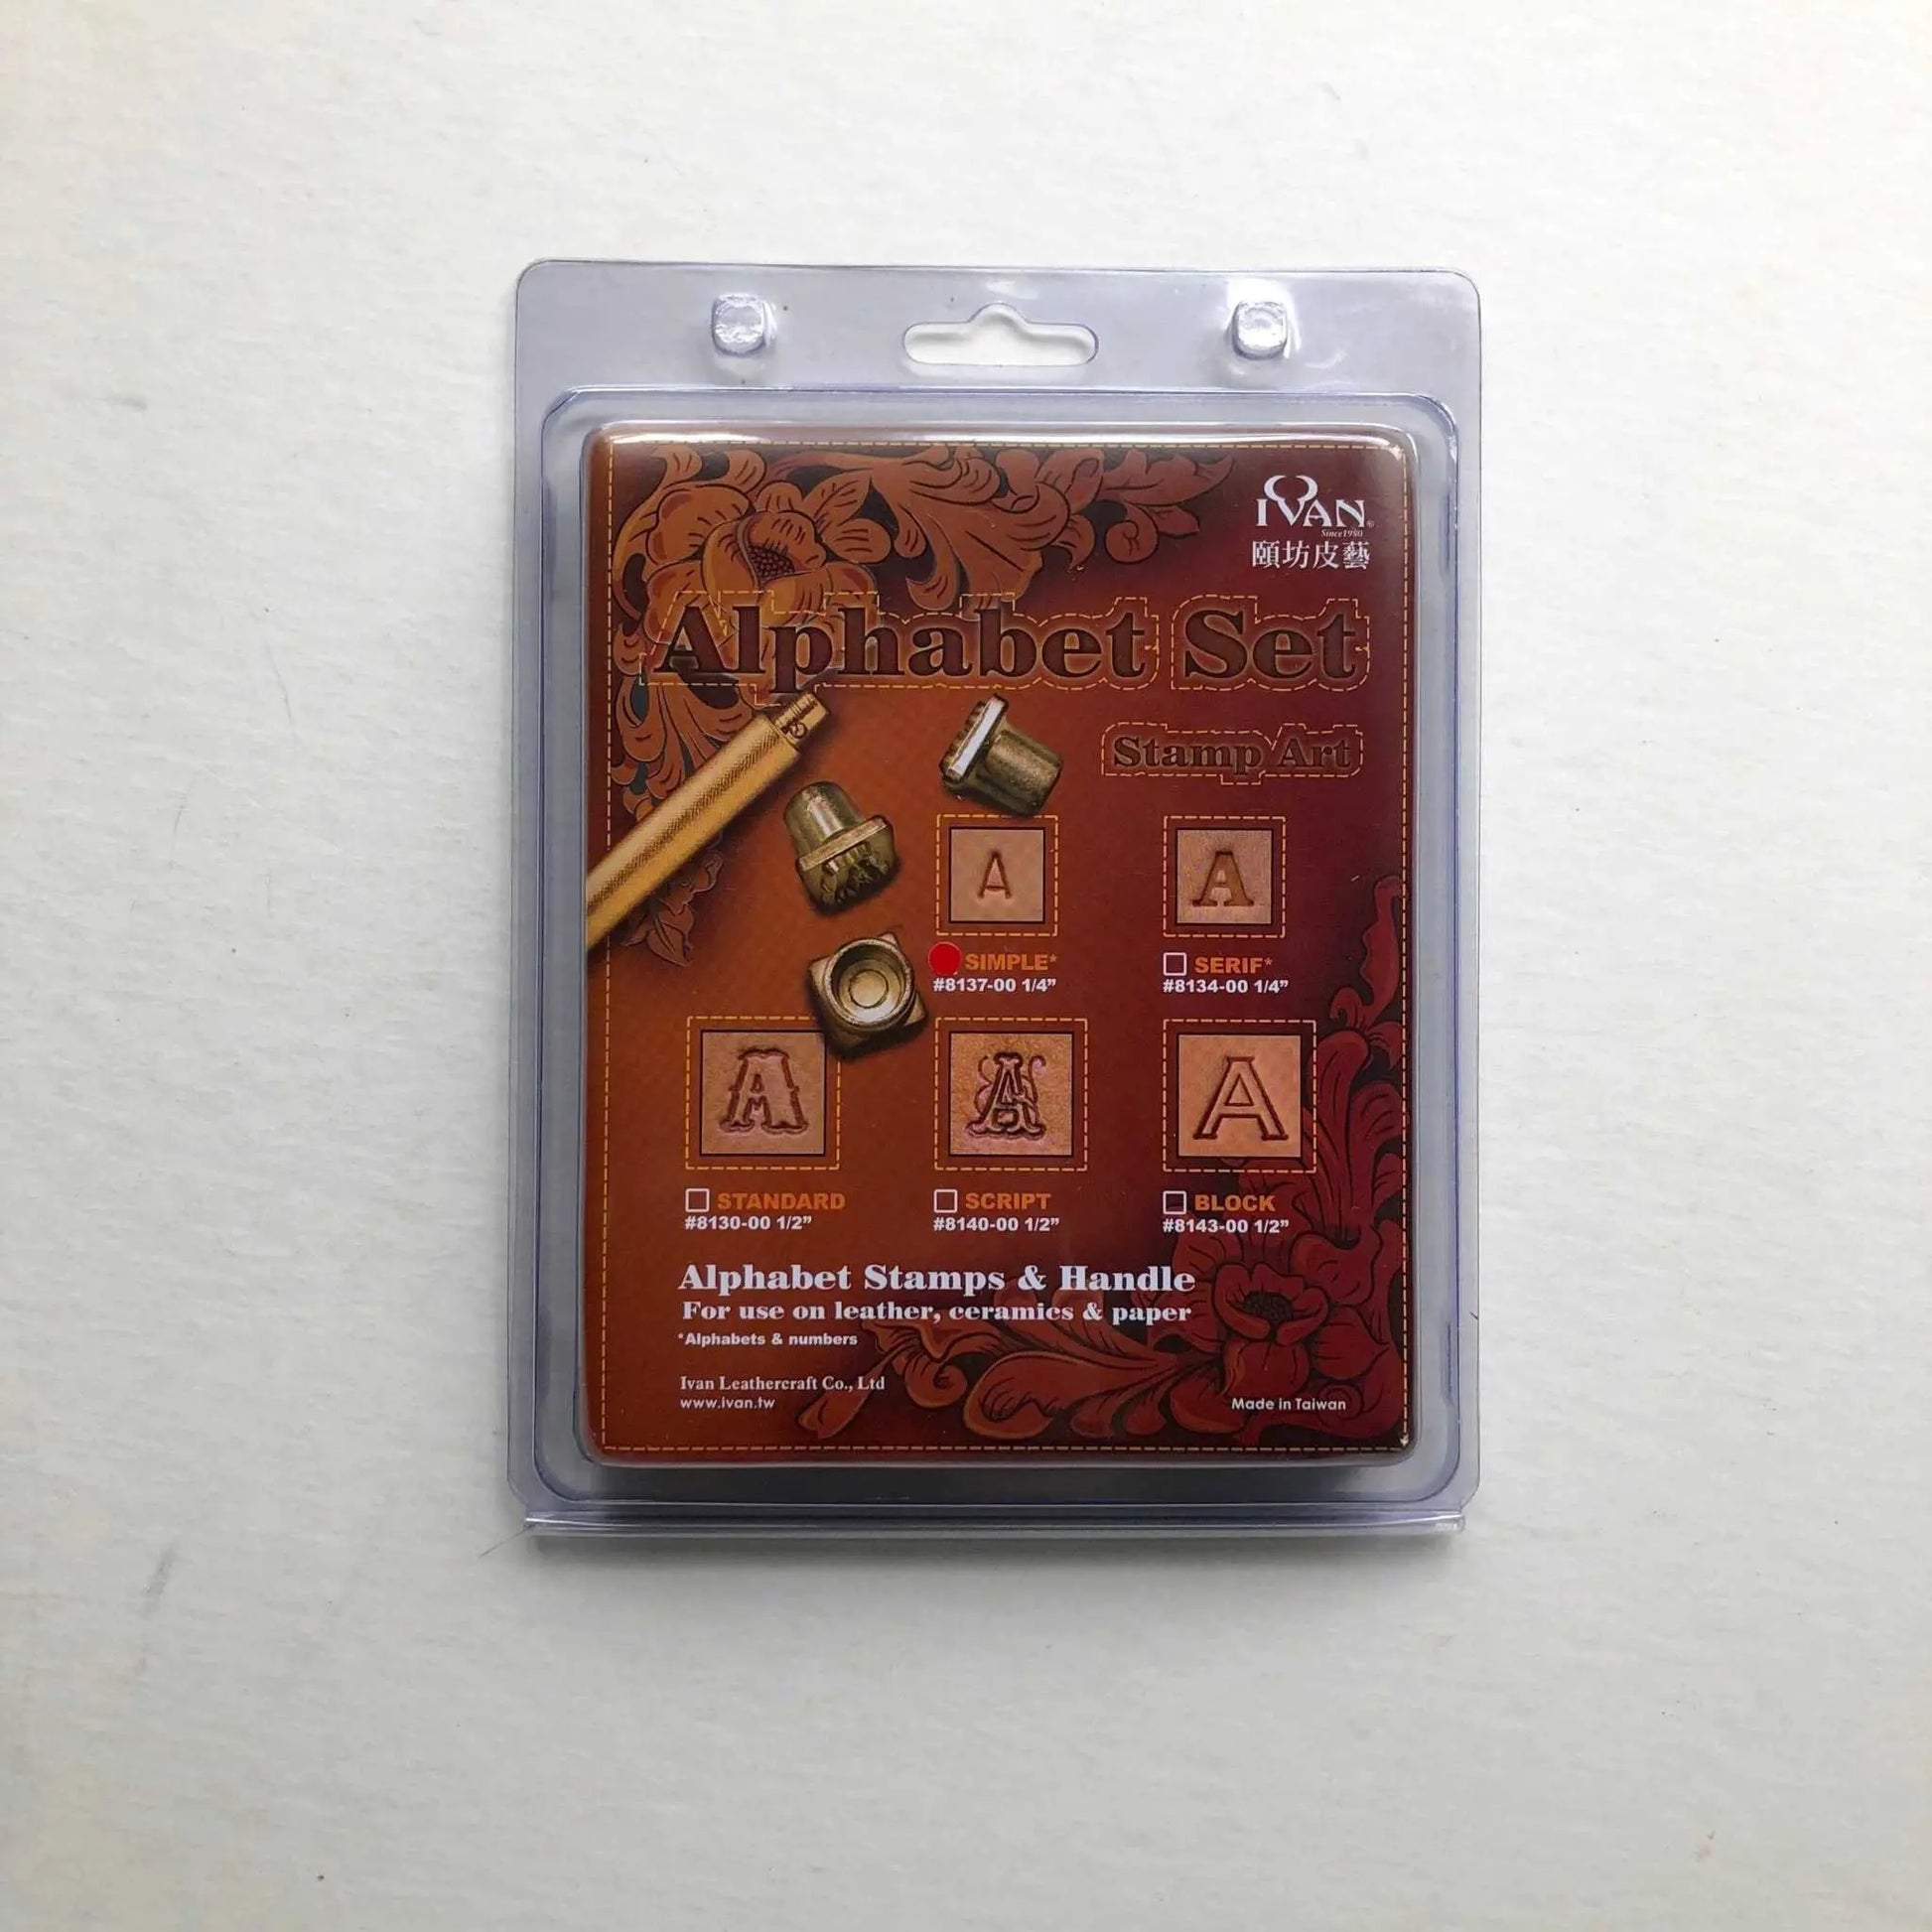 IVAN®
Since1980
頤坊皮藝
Alphabet Set
Stamp Art
A
A
SIMPLE*
#8137-00 1/4”
SERIF*
#8134-00 1/4”
A
A
A
STANDARD
#8130-00 1/2”
SCRIPT
#8140-00 1/2”
BLOCK
#8143-00 1/2”
Alphabet Stamps & Handle
For use on leather, ceramics & paper
*Alphabets & numbers
Ivan Leathercraft Co., Ltd
www.ivan.tw
Made in Taiwan